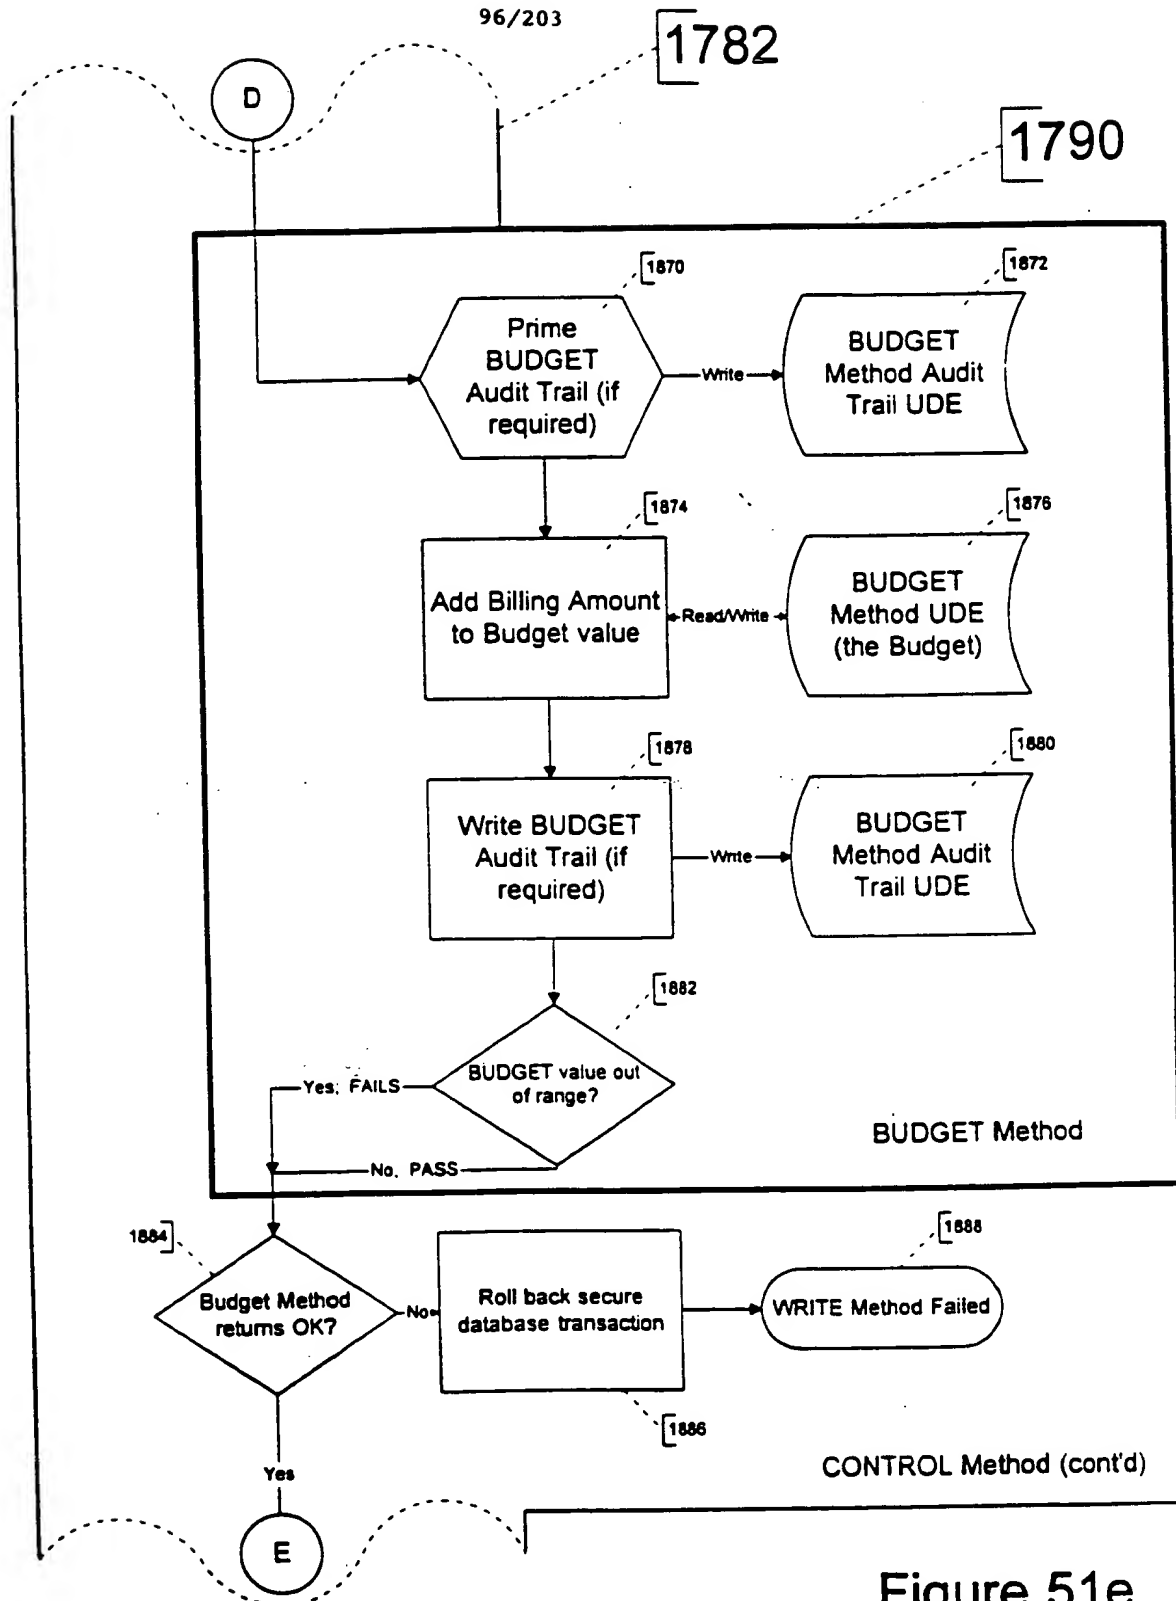 96/203
1782
D
1790
1870
1872
Prime
BUDGET
Audit Trail (if
required)
Write
BUDGET
Method Audit
Trail UDE
1874
1876
Add Billing Amount
to Budget value
Read/Write
BUDGET
Method UDE
(the Budget)
1878
1880
Write BUDGET
Audit Trail (if
required)
Write
BUDGET
Method Audit
Trail UDE
1882
BUDGET value out
of range?
Yes; FAILS
No, PASS
BUDGET Method
1884
1888
Budget Method
returns OK?
No
Roll back secure
database transaction
WRITE Method Failed
1886
Yes
CONTROL Method (cont'd)
E
Figure 51e